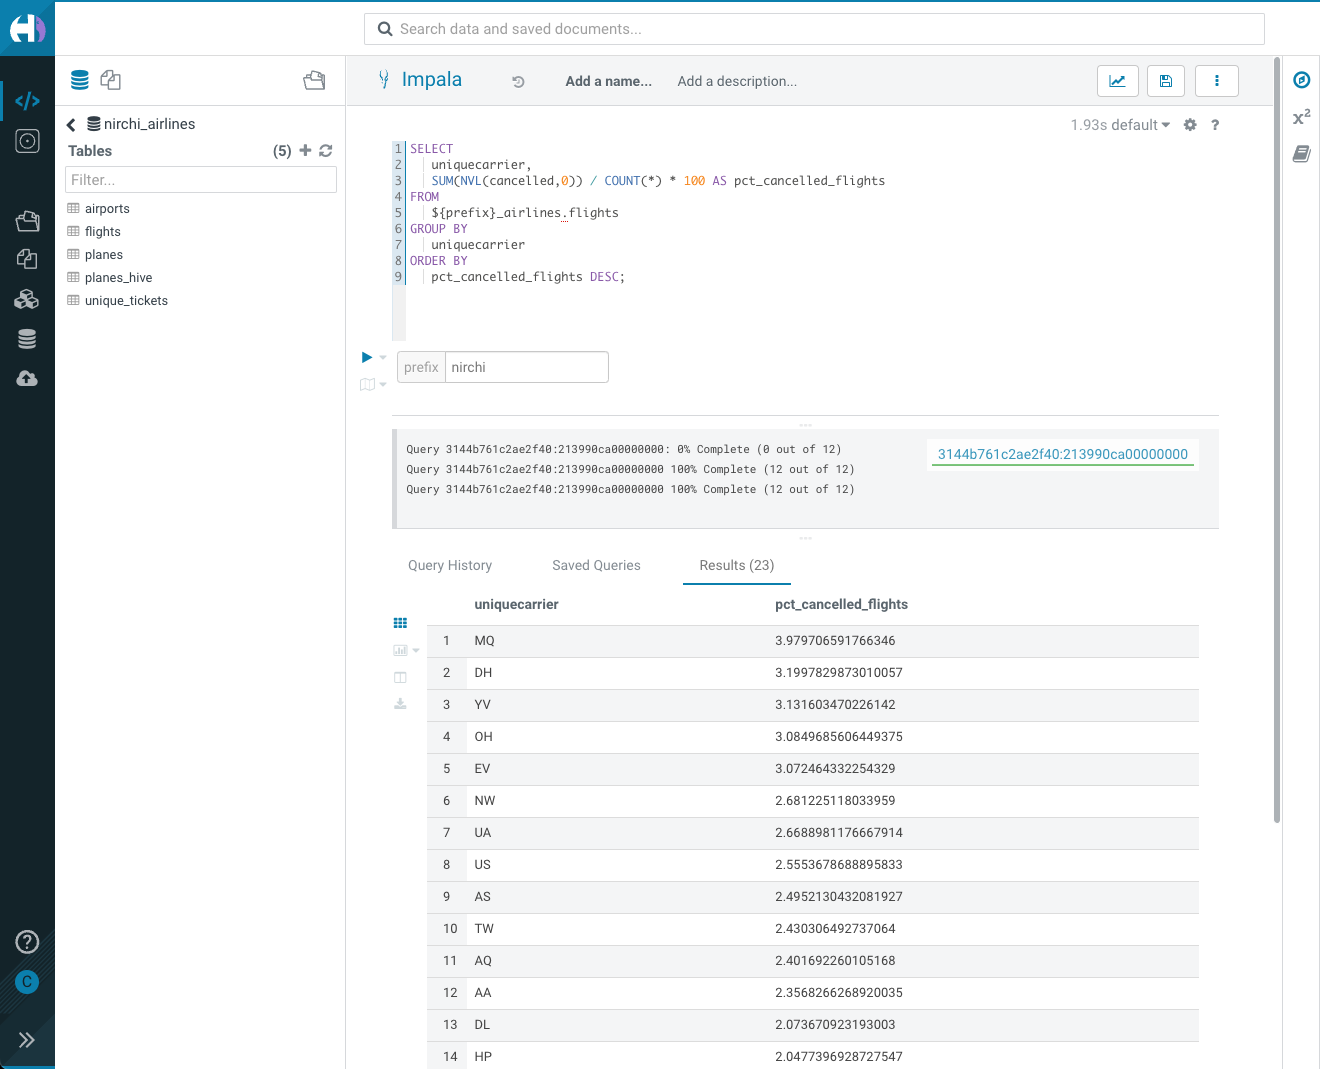 Search data and saved documents...
Impala
Add a name...
Add a description...
nirchi_airlines
Tables (5)
Filter...
airports
flights
planes
planes_hive
unique_tickets
1.93s default ?
1 SELECT
2 uniquecarrier,
3 SUM(NVL(cancelled,0)) / COUNT(*) * 100 AS pct_cancelled_flights
4 FROM
5 ${prefix}_airlines.flights
6 GROUP BY
7 uniquecarrier
8 ORDER BY
9 pct_cancelled_flights DESC;
prefix nirchi
Query 3144b761c2ae2f40:213990ca00000000: 0% Complete (0 out of 12)
Query 3144b761c2ae2f40:213990ca00000000 100% Complete (12 out of 12)
Query 3144b761c2ae2f40:213990ca00000000 100% Complete (12 out of 12)
3144b761c2ae2f40:213990ca00000000
Query History Saved Queries Results (23)
uniquecarrier pct_cancelled_flights
1 MQ 3.979706591766346
2 DH 3.1997829873010057
3 YV 3.131603470226142
4 OH 3.0849685606449375
5 EV 3.072464332254329
6 NW 2.681225118033959
7 UA 2.6688981176667914
8 US 2.5553678688895833
9 AS 2.4952130432081927
10 TW 2.430306492737064
11 AQ 2.401692260105168
12 AA 2.3568266268920035
13 DL 2.073670923193003
14 HP 2.0477396928727547
x²
?
C